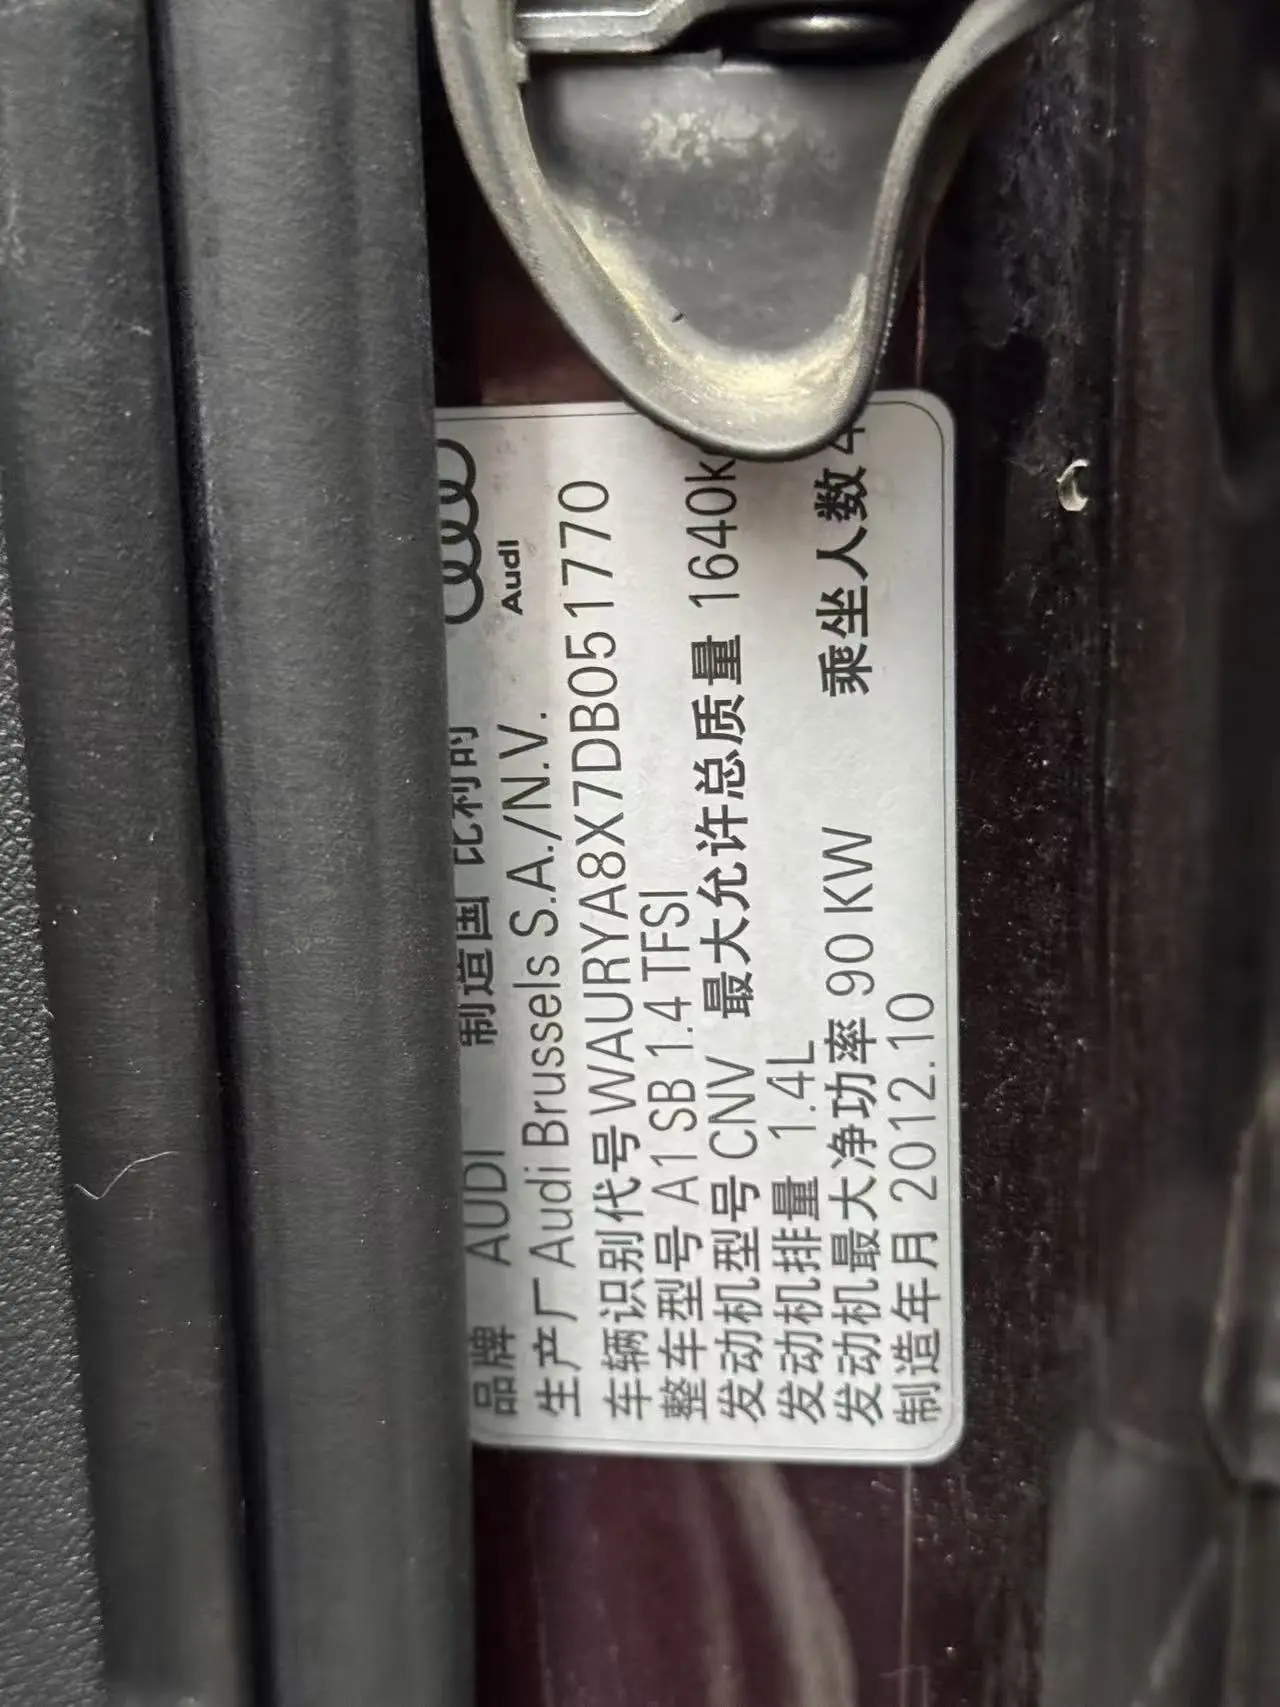 Audi
品牌 AUDI 制造国 比利时
生产厂 Audi Brussels S.A./N.V.
车辆识别代号 WAURYA8X7DB051770
整车型号 A1SB 1.4 TFSI
发动机型号 CNV 最大允许总质量 1640k
发动机排量 1.4L
发动机最大净功率 90 KW 乘坐人数 4
制造年月 2012.10